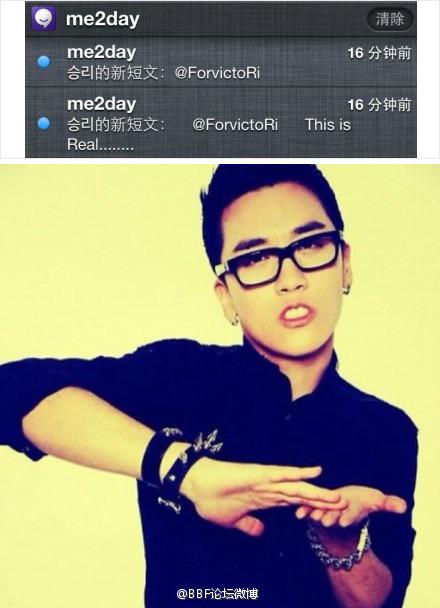 me2day
清除
me2day
16 分钟前
승리的新短文：@ForvictoRi
me2day
16 分钟前
승리的新短文： @ForvictoRi This is
Real........
@BBF论坛微博